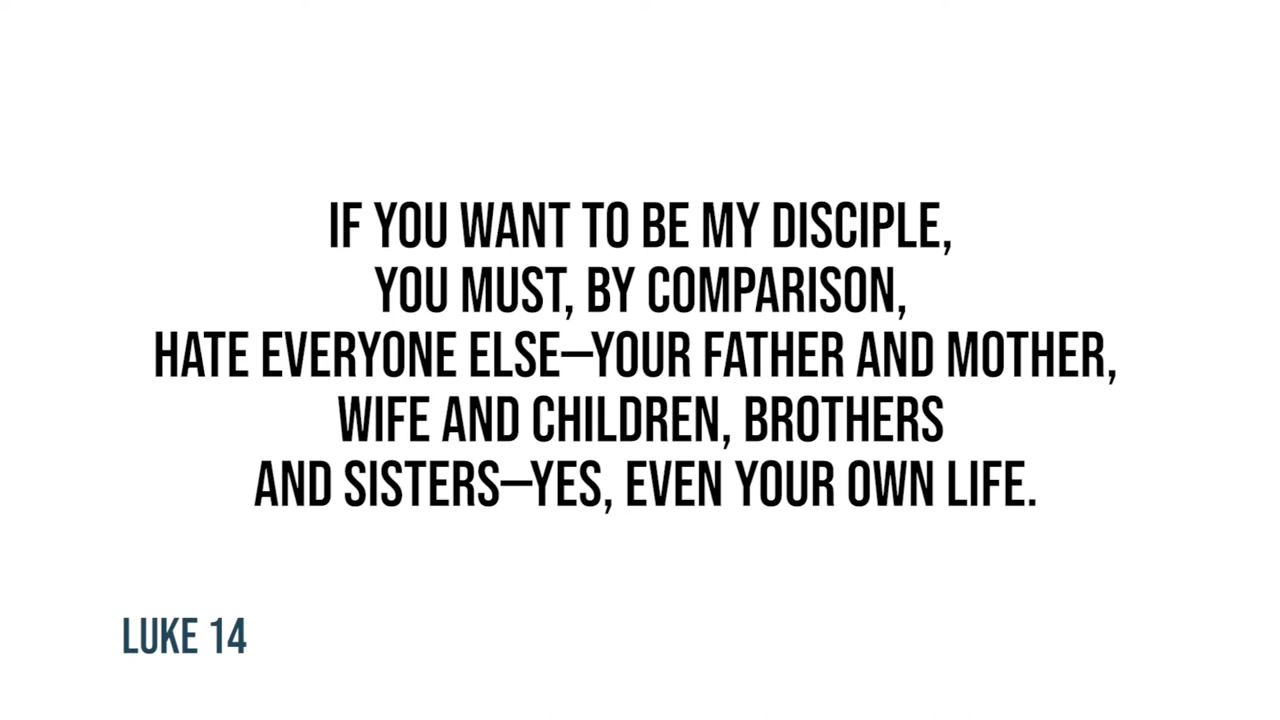 IF YOU WANT TO BE MY DISCIPLE,
YOU MUST, BY COMPARISON,
HATE EVERYONE ELSE—YOUR FATHER AND MOTHER,
WIFE AND CHILDREN, BROTHERS
AND SISTERS—YES, EVEN YOUR OWN LIFE.
LUKE 14